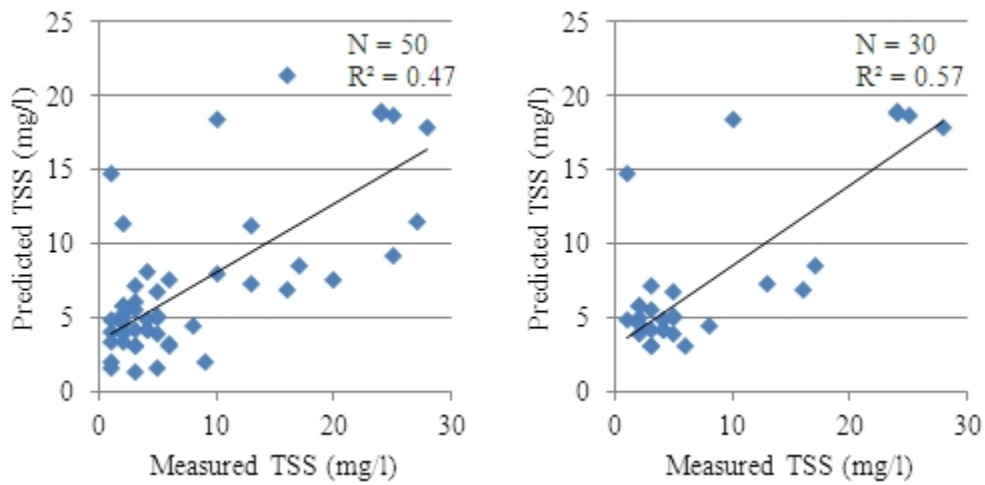 Predicted TSS (mg/l)
25
20
15
10
5
0
N = 50
R² = 0.47
0 10 20 30
Measured TSS (mg/l)
Predicted TSS (mg/l)
25
20
15
10
5
0
N = 30
R² = 0.57
0 10 20 30
Measured TSS (mg/l)